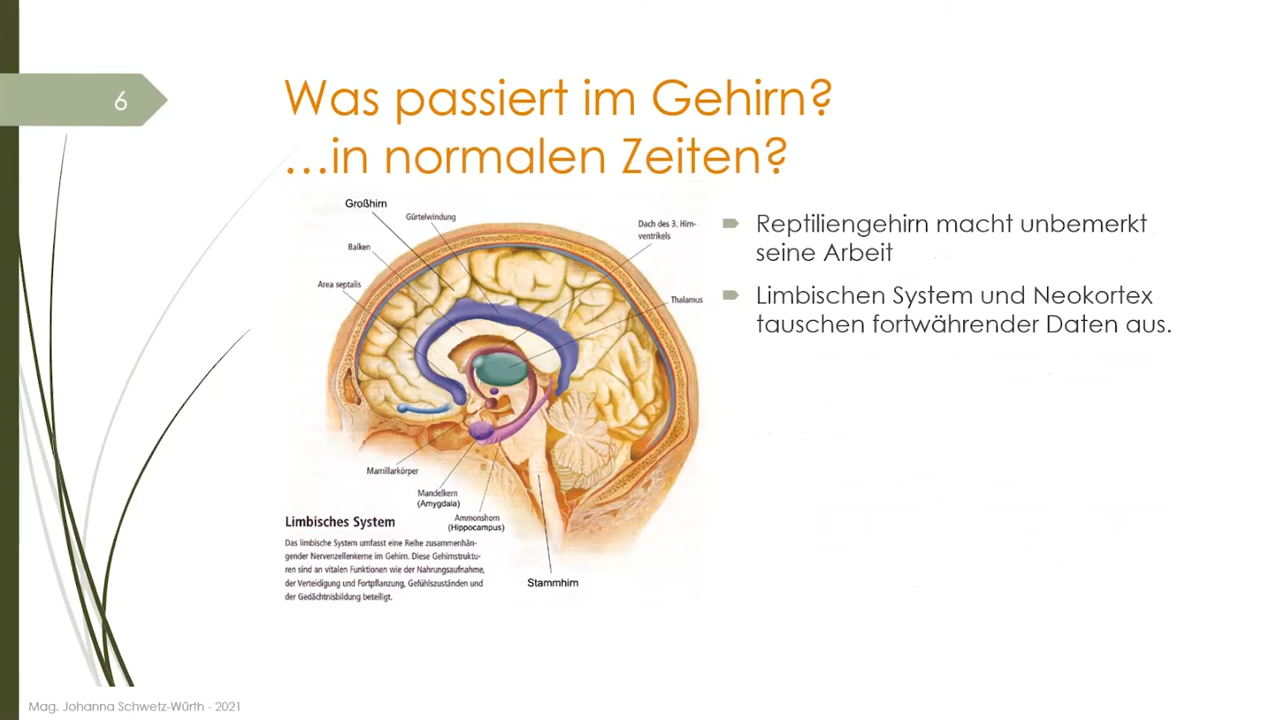 6
Was passiert im Gehirn?
…in normalen Zeiten?
Großhirn
Gürtelwindung
Dach des 3. Hirn-
ventrikels
Balken
Area septalis
Thalamus
Mamillarkörper
Mandelkern
(Amygdala)
Ammonshorn
(Hippocampus)
Stammhirn
Limbisches System
Das limbische System umfasst eine Reihe zusammenhän-
gender Nervenzellenkerne im Gehirn. Diese Gehirnstruktu-
ren sind an vitalen Funktionen wie der Nahrungsaufnahme,
der Verteidigung und Fortpflanzung, Gefühlszuständen und
der Gedächtnisbildung beteiligt.
Reptiliengehirn macht unbemerkt
seine Arbeit
Limbischen System und Neokortex
tauschen fortwährender Daten aus.
Mag. Johanna Schwetz-Würth - 2021